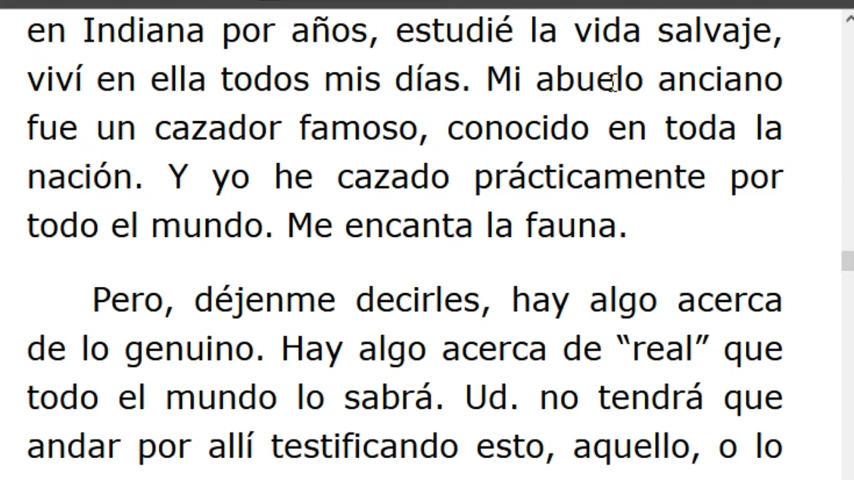 en Indiana por años, estudié la vida salvaje,
viví en ella todos mis días. Mi abuelo anciano
fue un cazador famoso, conocido en toda la
nación. Y yo he cazado prácticamente por
todo el mundo. Me encanta la fauna.
Pero, déjenme decirles, hay algo acerca
de lo genuino. Hay algo acerca de “real” que
todo el mundo lo sabrá. Ud. no tendrá que
andar por allí testificando esto, aquello, o lo